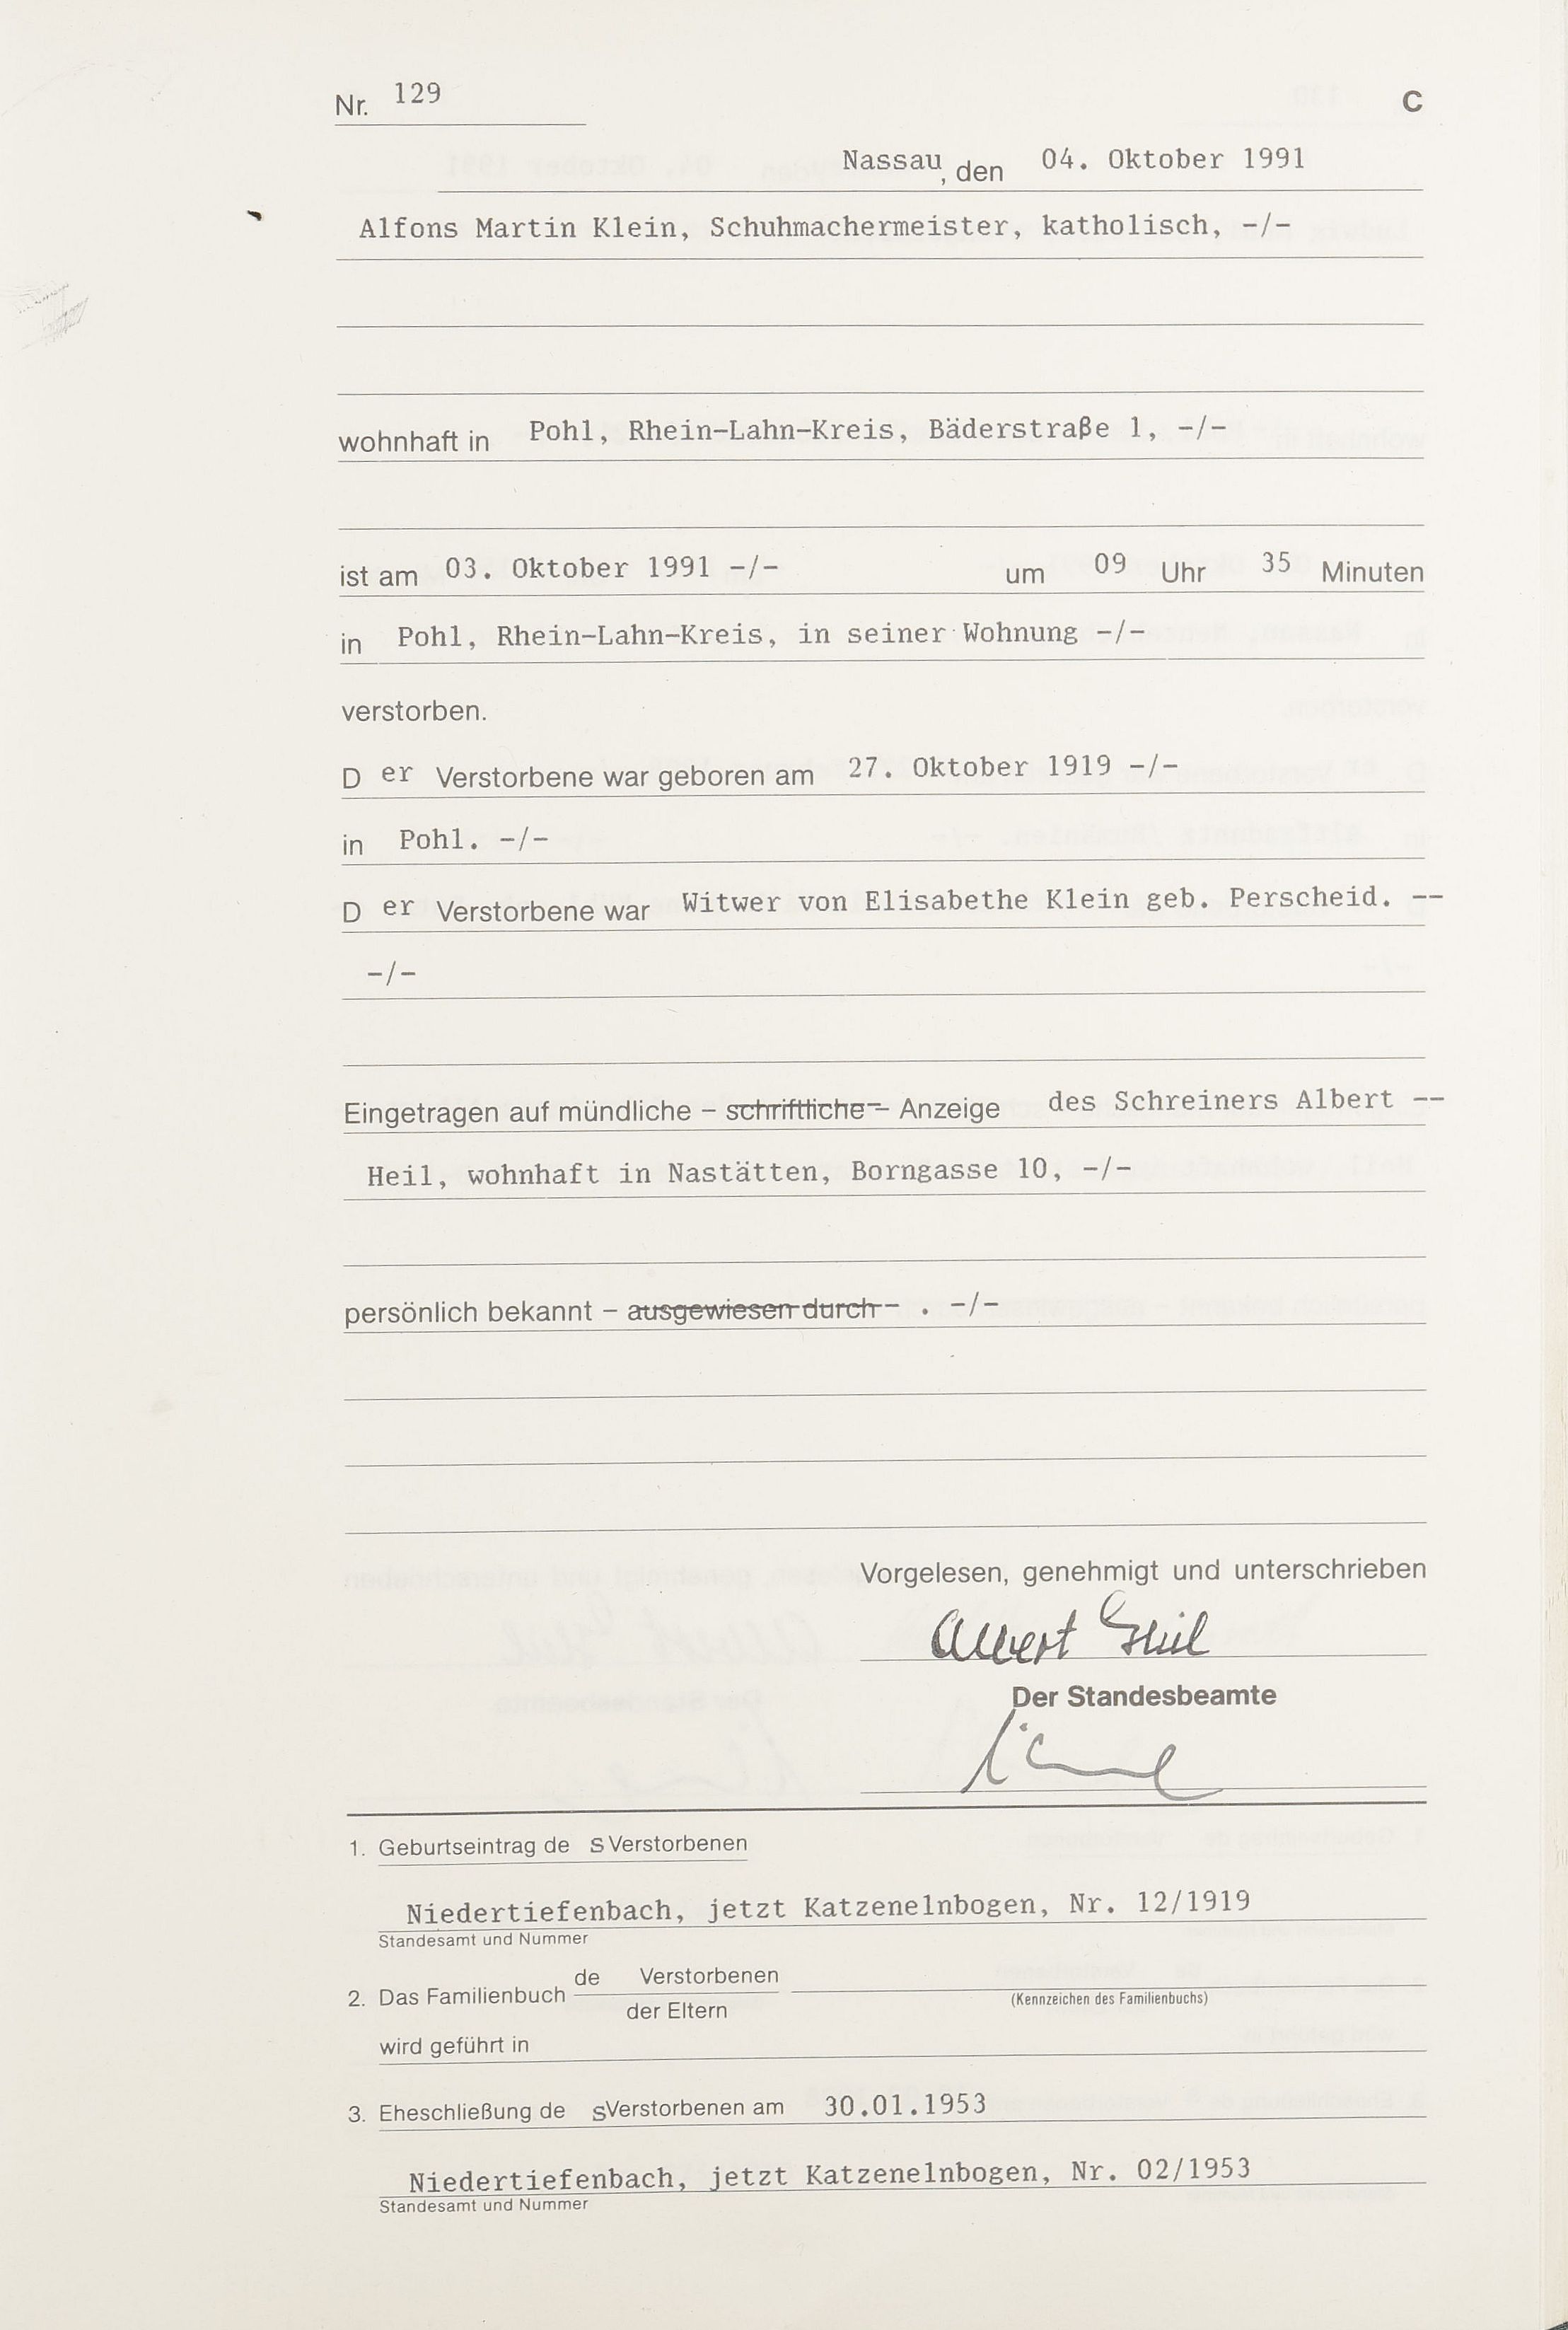 Nr. 129
C
Nassau, den 04. Oktober 1991
Alfons Martin Klein, Schuhmachermeister, katholisch, -/-
wohnhaft in Pohl, Rhein-Lahn-Kreis, Bäderstraße 1, -/-
ist am 03. Oktober 1991 -/- um 09 Uhr 35 Minuten
in Pohl, Rhein-Lahn-Kreis, in seiner Wohnung -/-
verstorben.
D er Verstorbene war geboren am 27. Oktober 1919 -/-
in Pohl. -/-
D er Verstorbene war Witwer von Elisabethe Klein geb. Perscheid. --
-/-
Eingetragen auf mündliche – schriftliche – Anzeige des Schreiners Albert --
Heil, wohnhaft in Nastätten, Borngasse 10, -/-
persönlich bekannt – ausgewiesen durch - . -/-
Vorgelesen, genehmigt und unterschrieben
Albert Heil
Der Standesbeamte
1. Geburtseintrag de s Verstorbenen
Niedertiefenbach, jetzt Katzenelnbogen, Nr. 12/1919
Standesamt und Nummer
2. Das Familienbuch de Verstorbenen
der Eltern
(Kennzeichen des Familienbuchs)
wird geführt in
3. Eheschließung de s Verstorbenen am 30.01.1953
Niedertiefenbach, jetzt Katzenelnbogen, Nr. 02/1953
Standesamt und Nummer